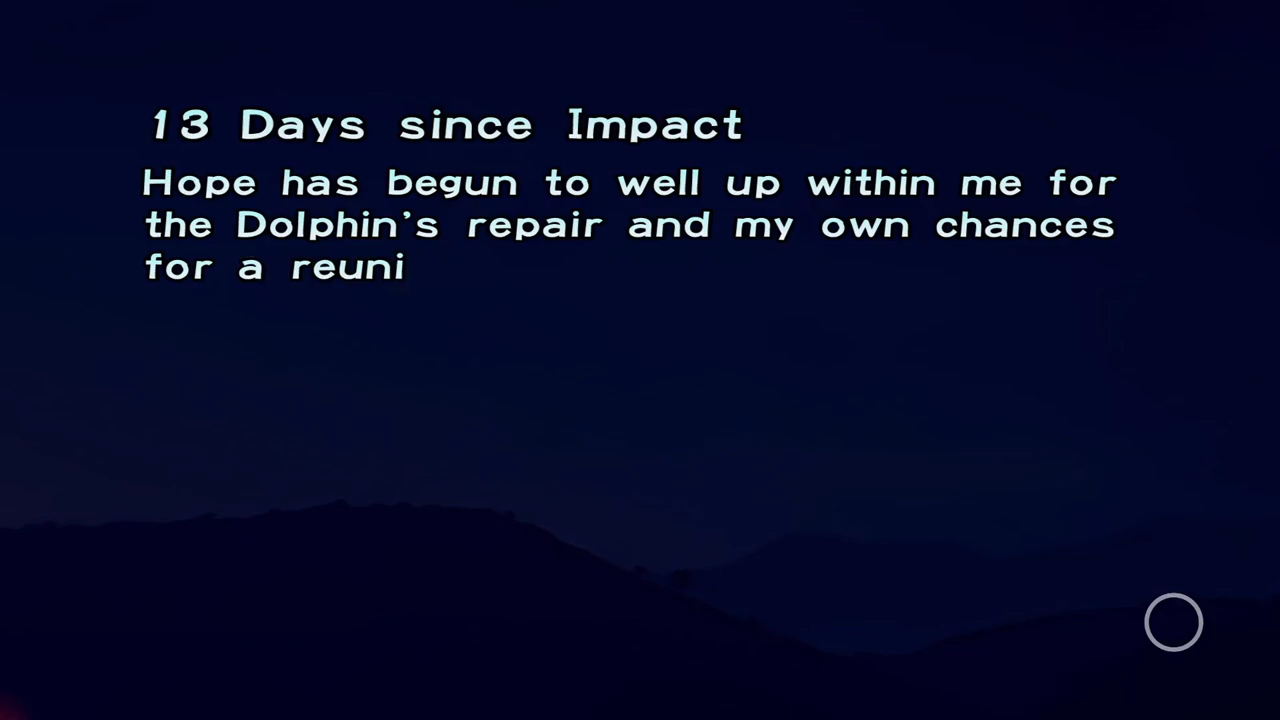 13 Days since Impact
Hope has begun to well up within me for
the Dolphin's repair and my own chances
for a reuni